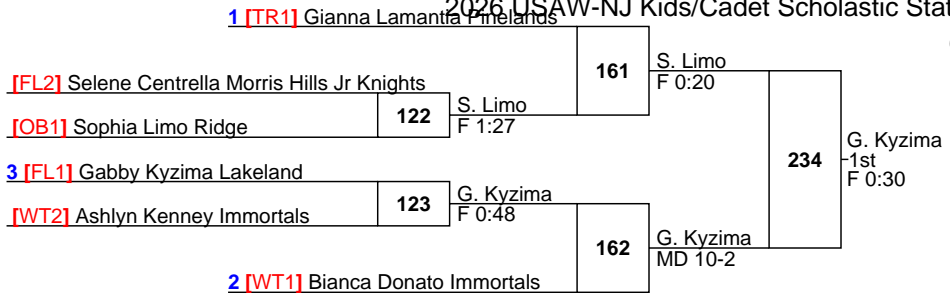 2026 USAW-NJ Kids/Cadet Scholastic Stat
1 [TR1] Gianna Lamantia Pinelands
161
S. Limo
F 0:20
[FL2] Selene Centrella Morris Hills Jr Knights
122
S. Limo
F 1:27
[OB1] Sophia Limo Ridge
234
G. Kyzima
1st
F 0:30
3 [FL1] Gabby Kyzima Lakeland
123
G. Kyzima
F 0:48
[WT2] Ashlyn Kenney Immortals
162
G. Kyzima
MD 10-2
2 [WT1] Bianca Donato Immortals